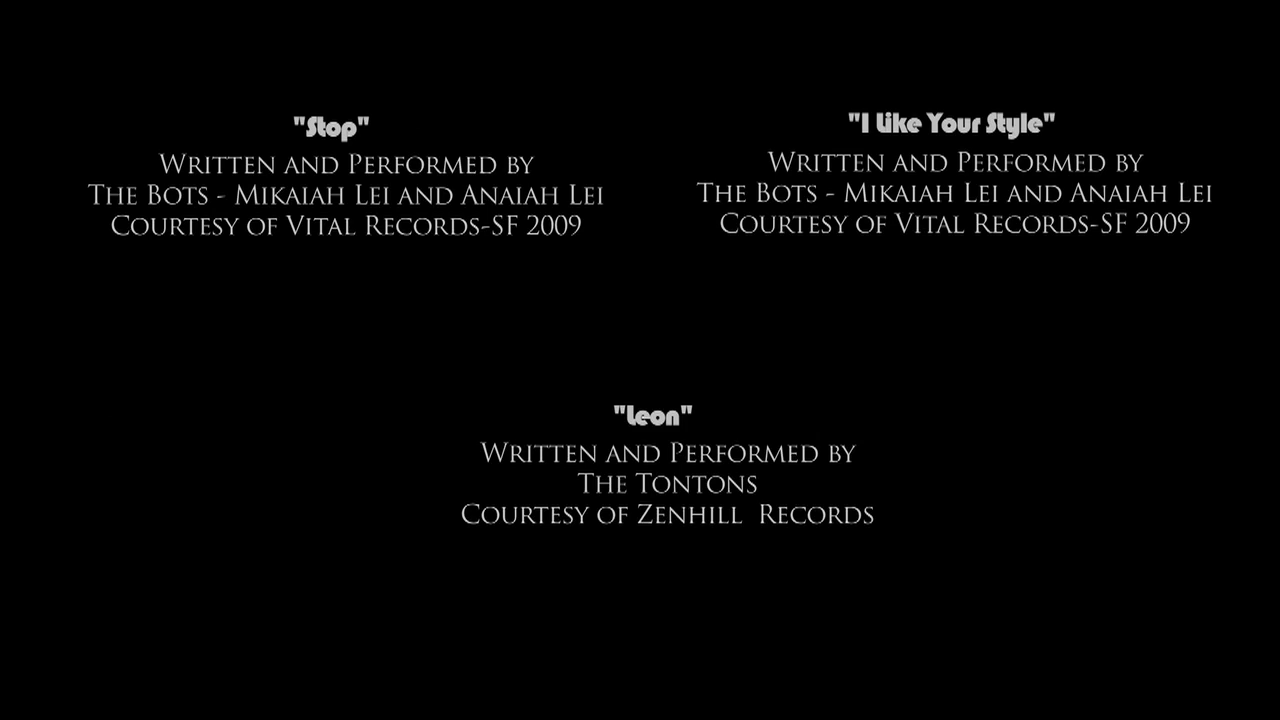 "Stop"
Written and Performed by
The Bots - Mikaiah Lei and Anaiah Lei
Courtesy of Vital Records-SF 2009
"I Like Your Style"
Written and Performed by
The Bots - Mikaiah Lei and Anaiah Lei
Courtesy of Vital Records-SF 2009
"Leon"
Written and Performed by
The Tontons
Courtesy of Zenhill Records